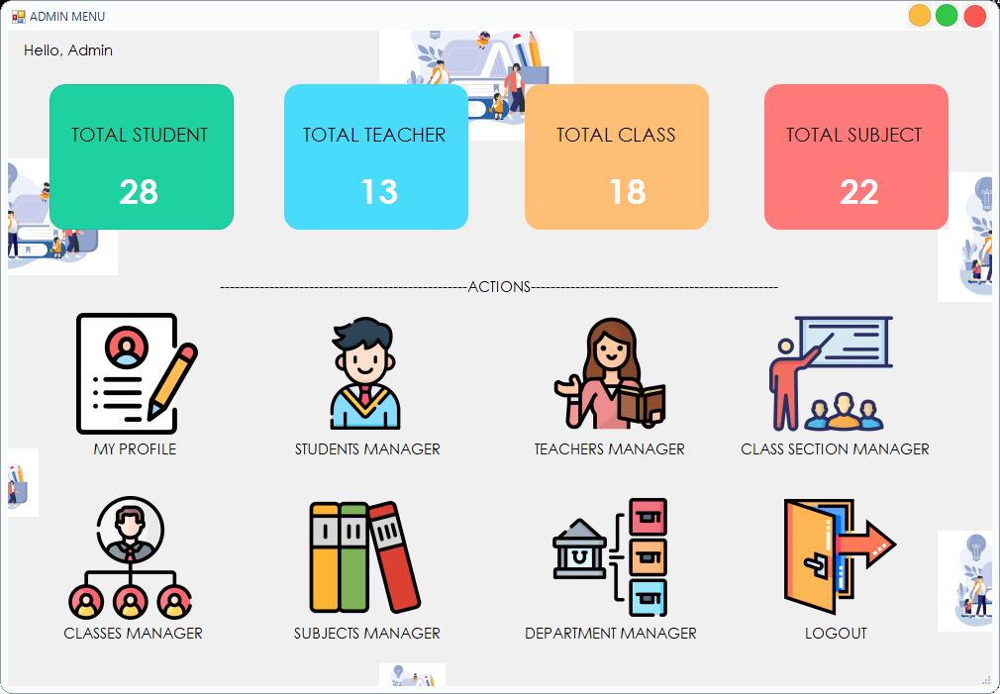 ADMIN MENU
Hello, Admin
TOTAL STUDENT
28
TOTAL TEACHER
13
TOTAL CLASS
18
TOTAL SUBJECT
22
--------------------------------------------------ACTIONS--------------------------------------------------
MY PROFILE
STUDENTS MANAGER
TEACHERS MANAGER
CLASS SECTION MANAGER
CLASSES MANAGER
SUBJECTS MANAGER
DEPARTMENT MANAGER
LOGOUT